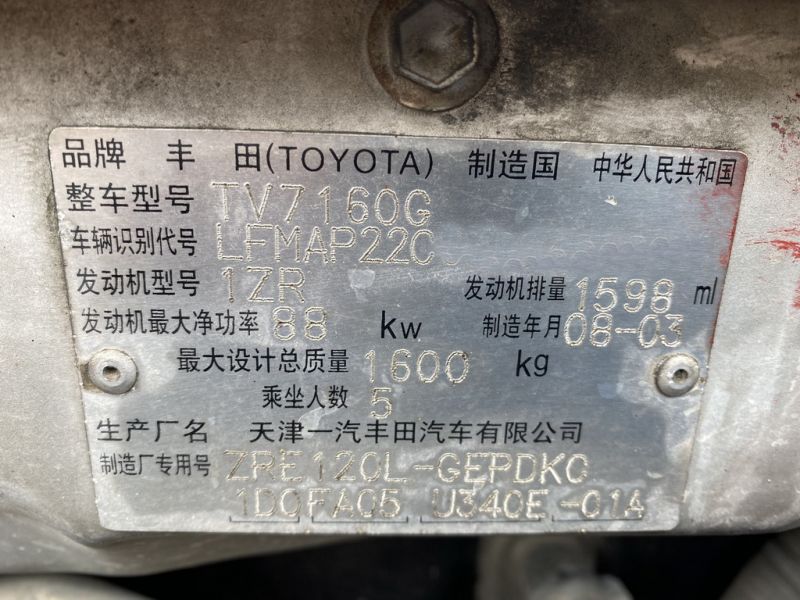 品牌 丰 田(TOYOTA) 制造国 中华人民共和国
整车型号 TV7160G
车辆识别代号 LFMAP22C
发动机型号 1ZR 发动机排量 1598 ml
发动机最大净功率 88 kw 制造年月 08-03
最大设计总质量 1600 kg
乘坐人数 5
生产厂名 天津一汽丰田汽车有限公司
制造厂专用号 ZRE120L-GEPDKO
1D0FA05 U340E -01A